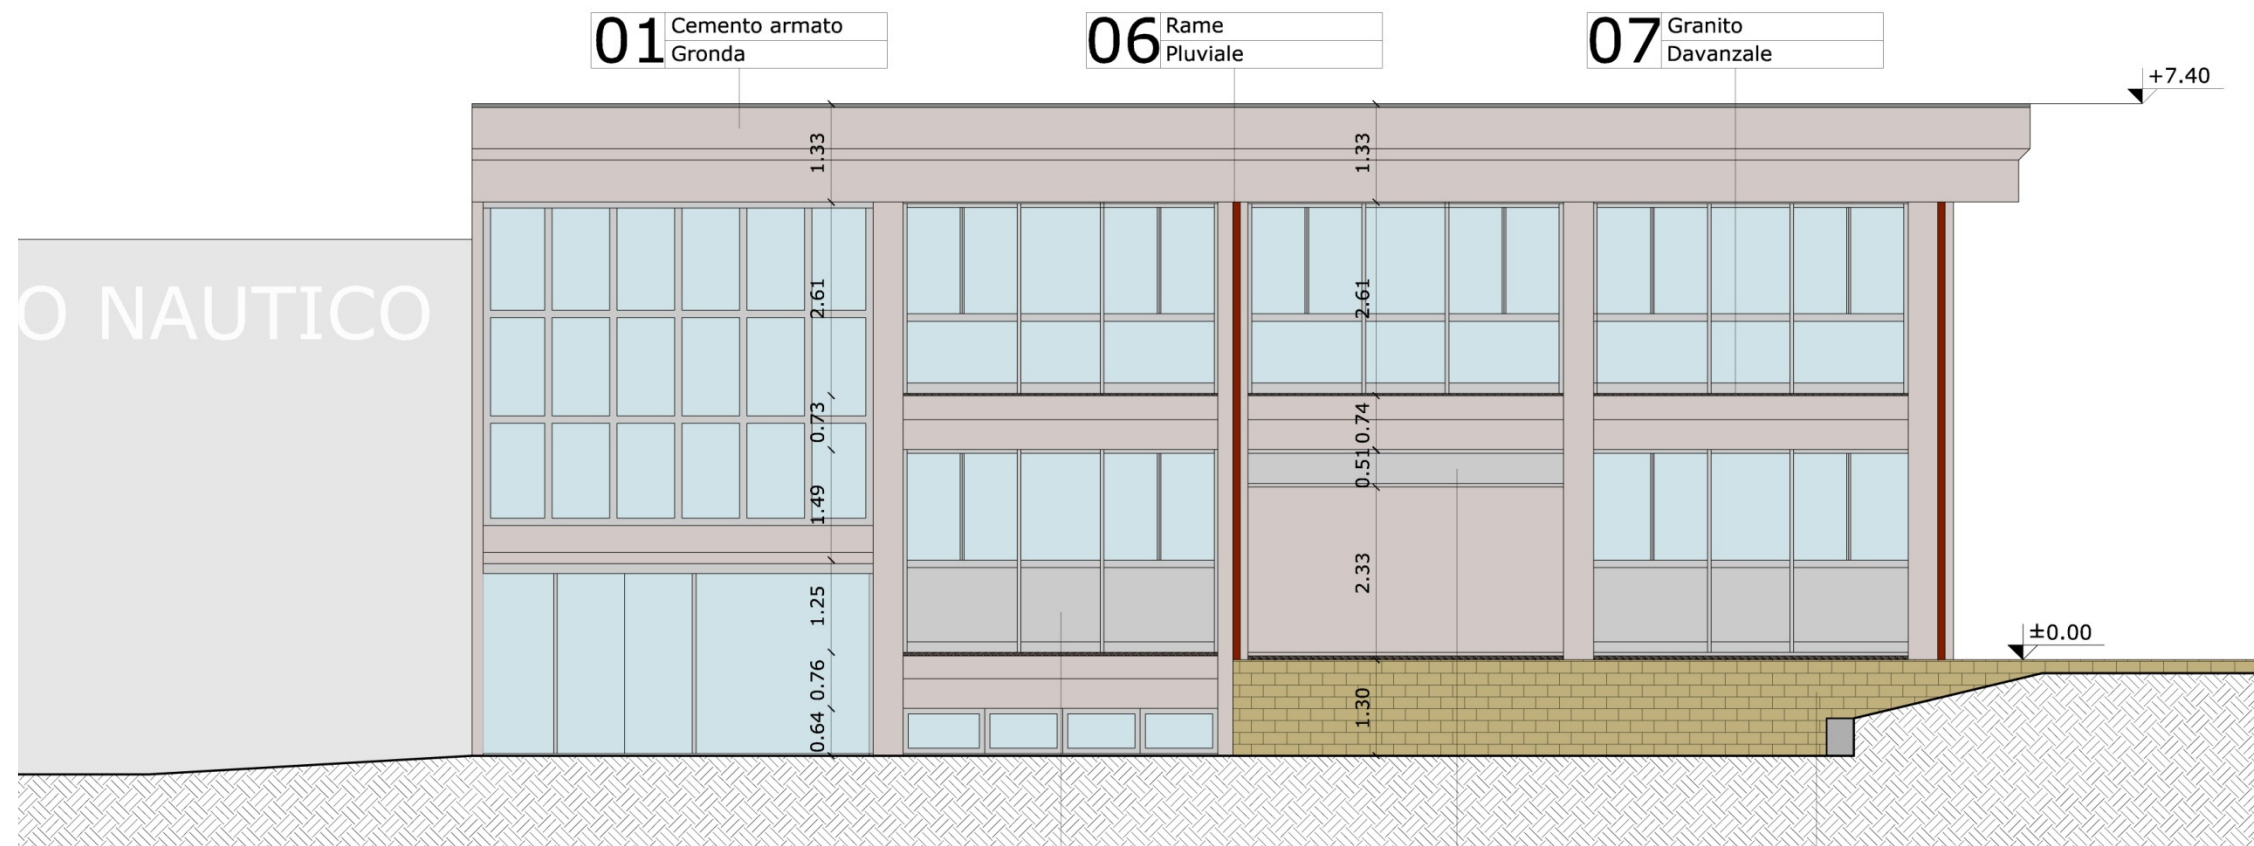 01 Cemento armato
Gronda
06 Rame
Pluviale
07 Granito
Davanzale
+7.40
1.33
1.33
O NAUTICO
2.61
2.61
0.73
0.74
0.51
1.49
2.33
1.25
±0.00
0.76
1.30
0.64